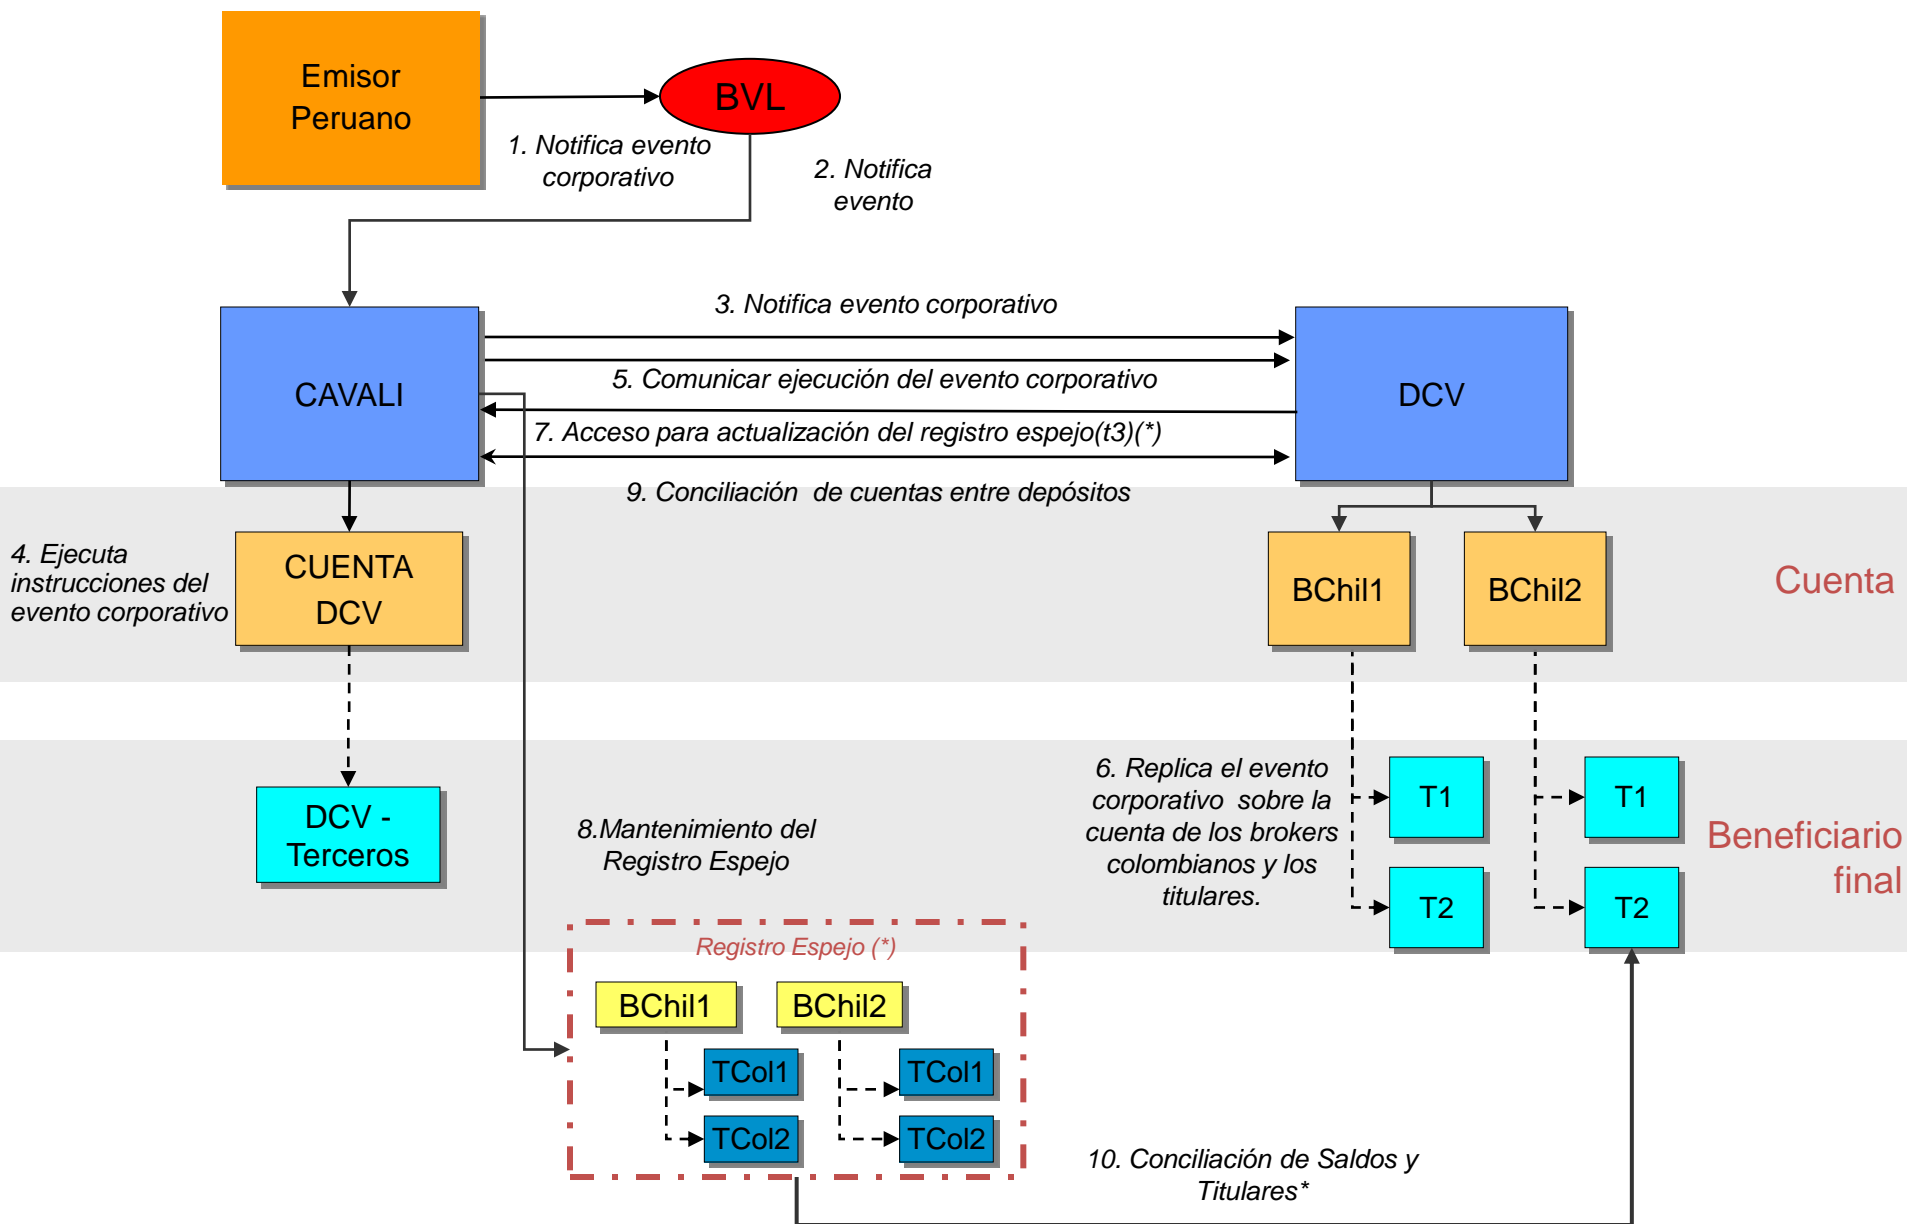 Emisor
Peruano
BVL
1. Notifica evento
corporativo
2. Notifica
evento
3. Notifica evento corporativo
CAVALI
DCV
5. Comunicar ejecución del evento corporativo
7. Acceso para actualización del registro espejo(t3)(*)
9. Conciliación  de cuentas entre depósitos
4. Ejecuta
instrucciones del
evento corporativo
CUENTA
DCV
BChil1
BChil2
Cuenta
DCV -
Terceros
8.Mantenimiento del
Registro Espejo
6. Replica el evento
corporativo  sobre la
cuenta de los brokers
colombianos y los
titulares.
T1
T1
T2
T2
Beneficiario
final
Registro Espejo (*)
BChil1
BChil2
TCol1
TCol1
TCol2
TCol2
10. Conciliación de Saldos y
Titulares*